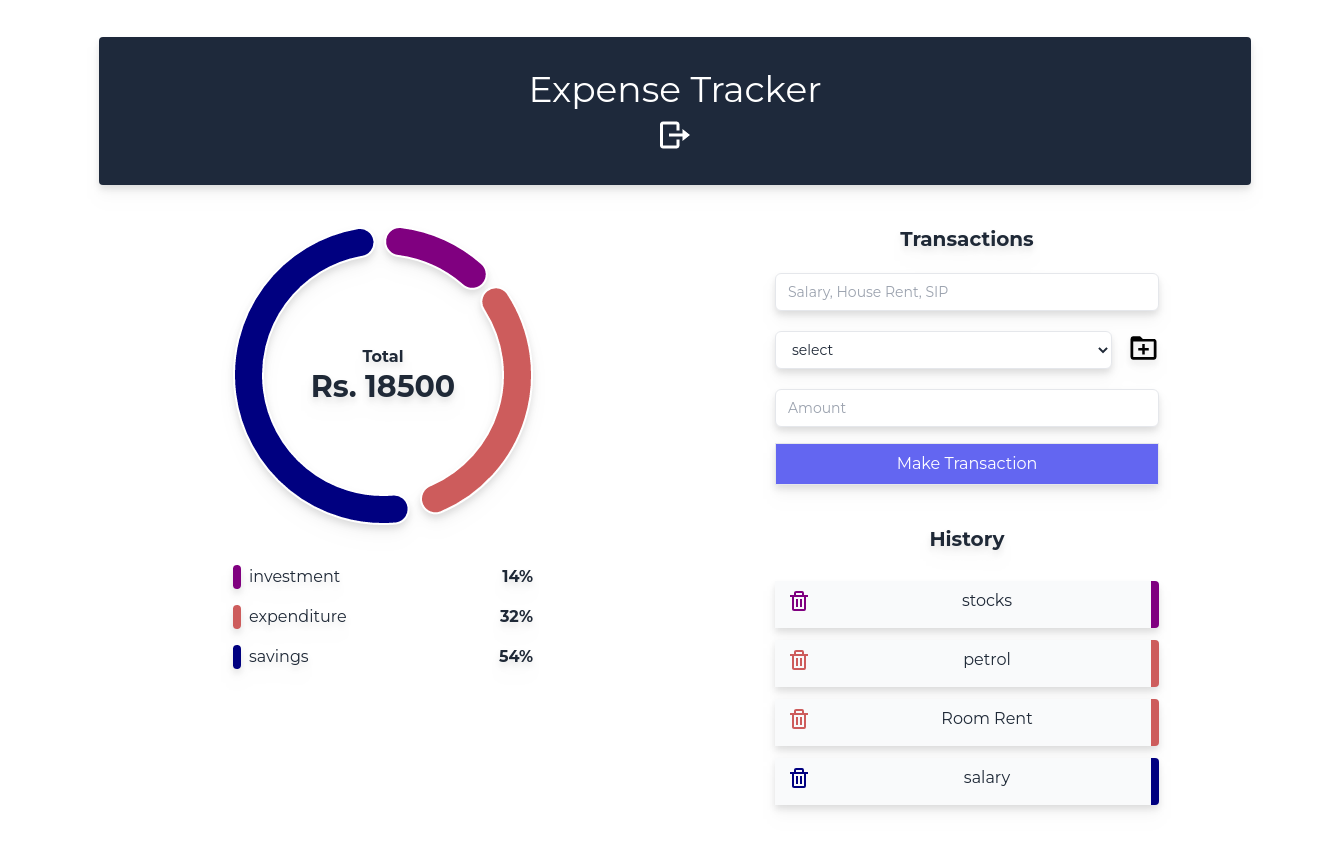 Expense Tracker
Total
Rs. 18500
investment 14%
expenditure 32%
savings 54%
Transactions
Salary, House Rent, SIP
select
Amount
Make Transaction
History
stocks
petrol
Room Rent
salary